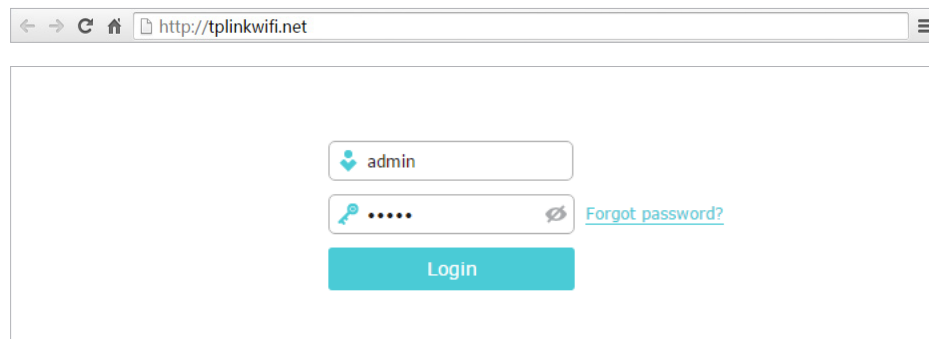 http://tplinkwifi.net
admin
•••••
Forgot password?
Login